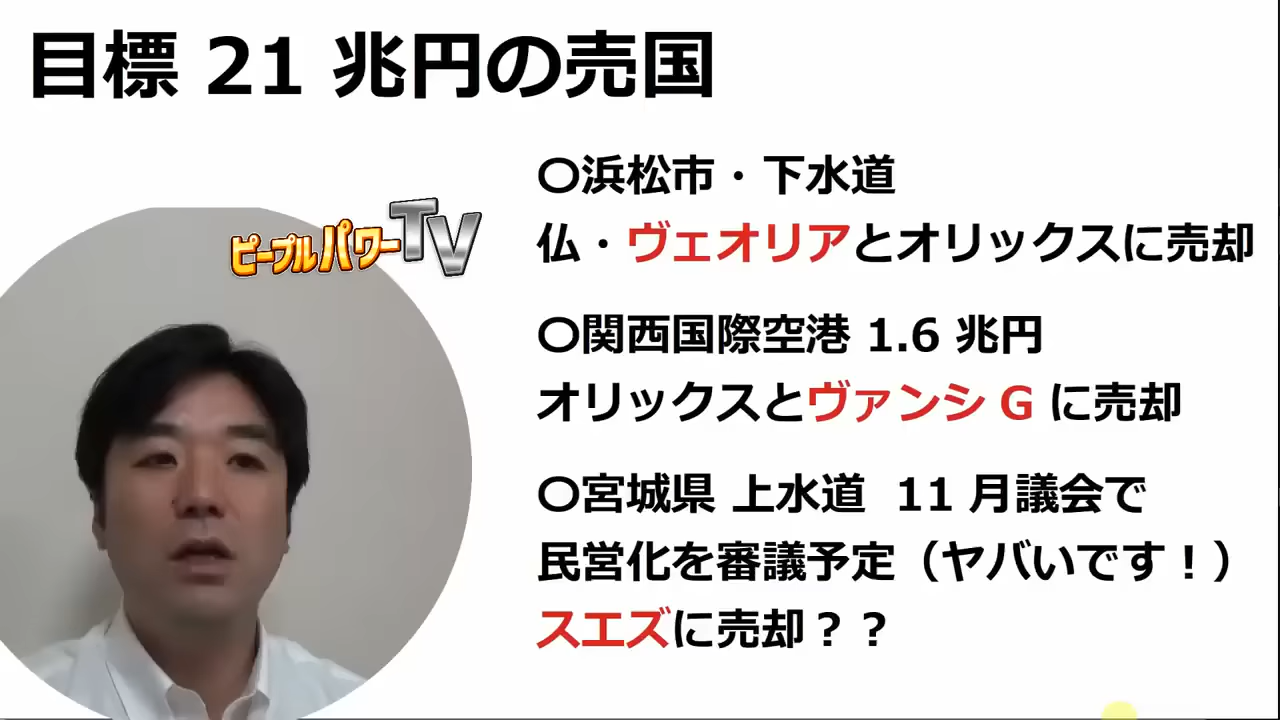 目標 21 兆円の売国
〇浜松市・下水道
仏・ヴェオリアとオリックスに売却
ピープルパワーTV
〇関西国際空港 1.6 兆円
オリックスとヴァンシ G に売却
〇宮城県 上水道 11 月議会で
民営化を審議予定（ヤバいです！）
スエズに売却？？